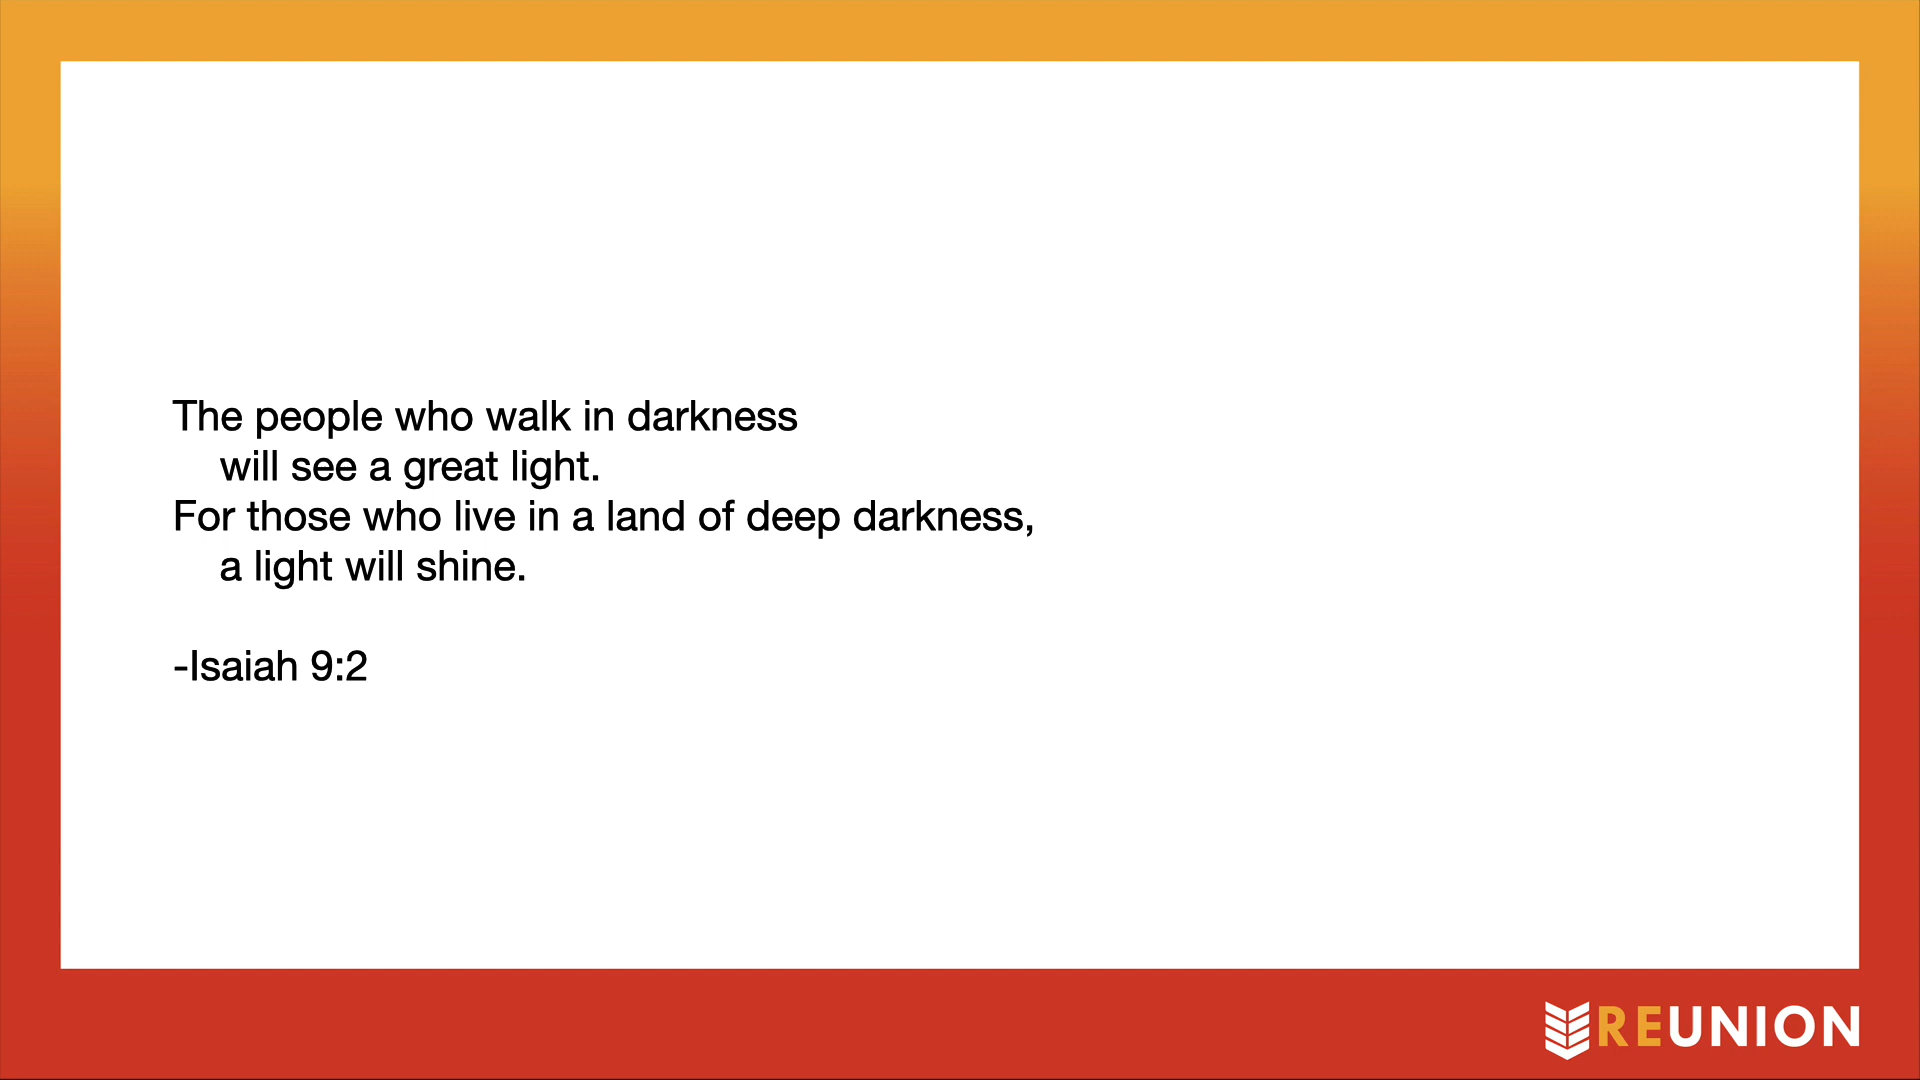 The people who walk in darkness
will see a great light.
For those who live in a land of deep darkness,
a light will shine.
-Isaiah 9:2
REUNION